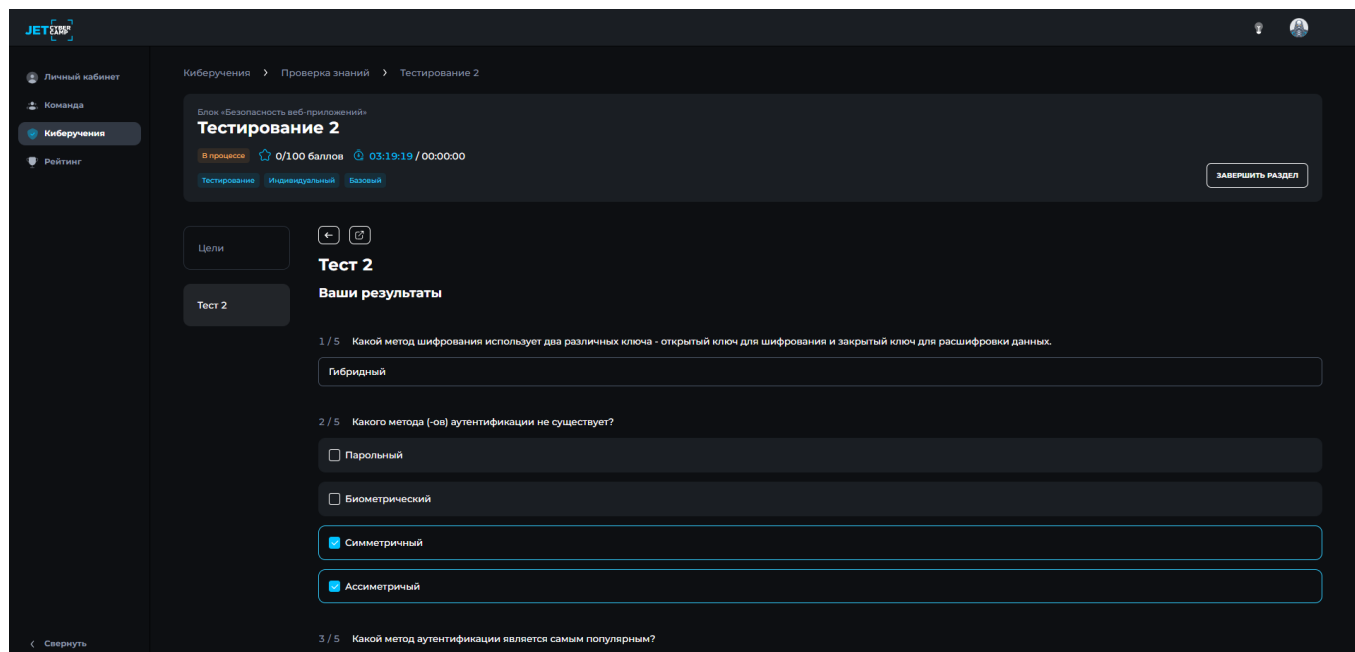 JET CYBER CAMP
Личный кабинет
Команда
Киберучения
Рейтинг
Киберучения > Проверка знаний > Тестирование 2
Блок «Безопасность веб-приложений»
Тестирование 2
В процессе 0/100 баллов 03:19:19 / 00:00:00
Тестирование Индивидуальный Базовый
ЗАВЕРШИТЬ РАЗДЕЛ
Цели
Тест 2
Тест 2
Ваши результаты
1 / 5 Какой метод шифрования использует два различных ключа - открытый ключ для шифрования и закрытый ключ для расшифровки данных.
Гибридный
2 / 5 Какого метода (-ов) аутентификации не существует?
Парольный
Биометрический
Симметричный
Ассиметричый
3 / 5 Какой метод аутентификации является самым популярным?
Свернуть